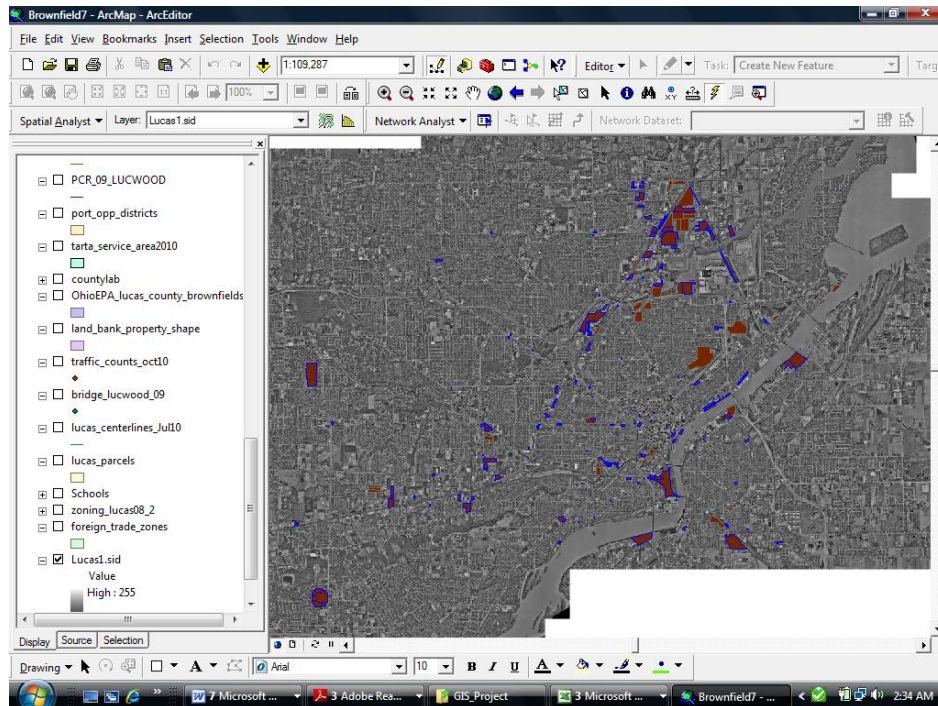 Brownfield7 - ArcMap - ArcEditor
File Edit View Bookmarks Insert Selection Tools Window Help
1:109,287 Editor Task: Create New Feature Targ
100%
Spatial Analyst Layer: Lucas1.sid Network Analyst Network Dataset:
PCR_09_LUCWOOD
port_opp_districts
tarta_service_area2010
countylab
OhioEPA_lucas_county_brownfields
land_bank_property_shape
traffic_counts_oct10
bridge_lucwood_09
lucas_centerlines_Jul10
lucas_parcels
Schools
zoning_lucas08_2
foreign_trade_zones
Lucas1.sid
Value
High : 255
Display Source Selection
Drawing A Arial 10 B I U A
7 Microsoft ... 3 Adobe Rea... GIS_Project 3 Microsoft ... Brownfield7 - ... 2:34 AM